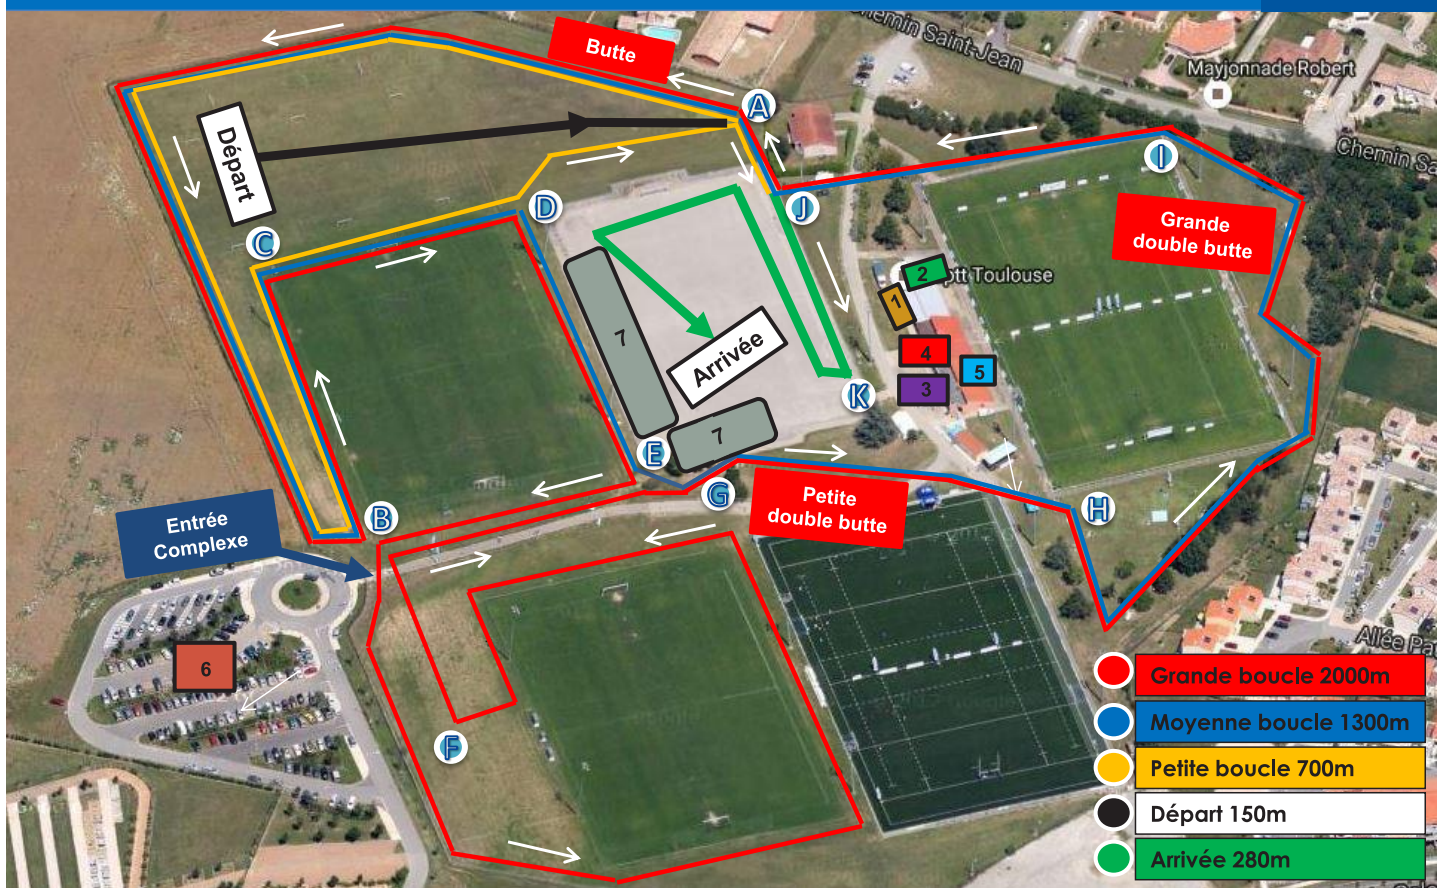 Butte
Chemin Saint-Jean
Mayjonnade Robert
A
Départ
I
Chemin Sa
D
J
C
Grande
double butte
2
ptt Toulouse
1
7
Arrivée
4
5
3
K
7
E
G
Petite
double butte
H
B
Entrée
Complexe
6
F
Allée Pa
Grande boucle 2000m
Moyenne boucle 1300m
Petite boucle 700m
Départ 150m
Arrivée 280m